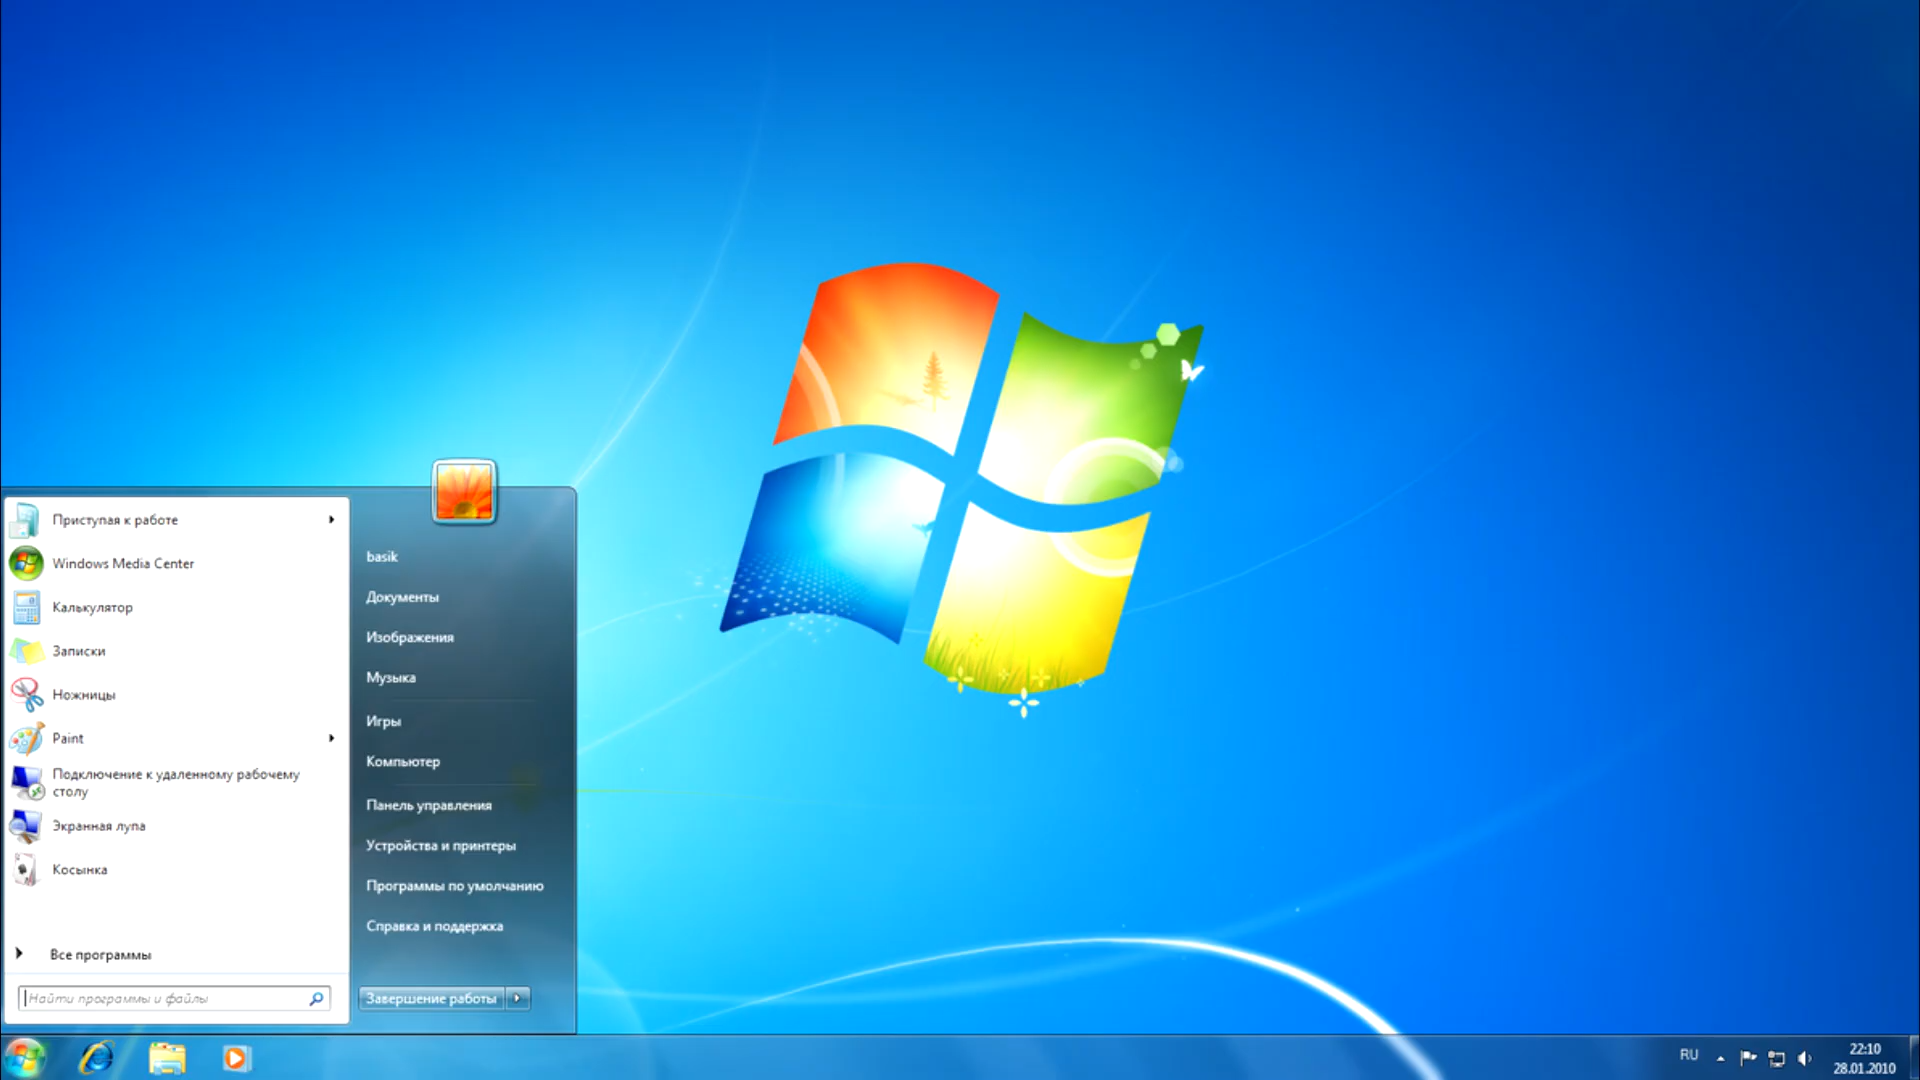 Приступая к работе
Windows Media Center
Калькулятор
Записки
Ножницы
Paint
Подключение к удаленному рабочему
столу
Экранная лупа
Косынка
Все программы
Найти программы и файлы
basik
Документы
Изображения
Музыка
Игры
Компьютер
Панель управления
Устройства и принтеры
Программы по умолчанию
Справка и поддержка
Завершение работы
RU
22:10
28.01.2010